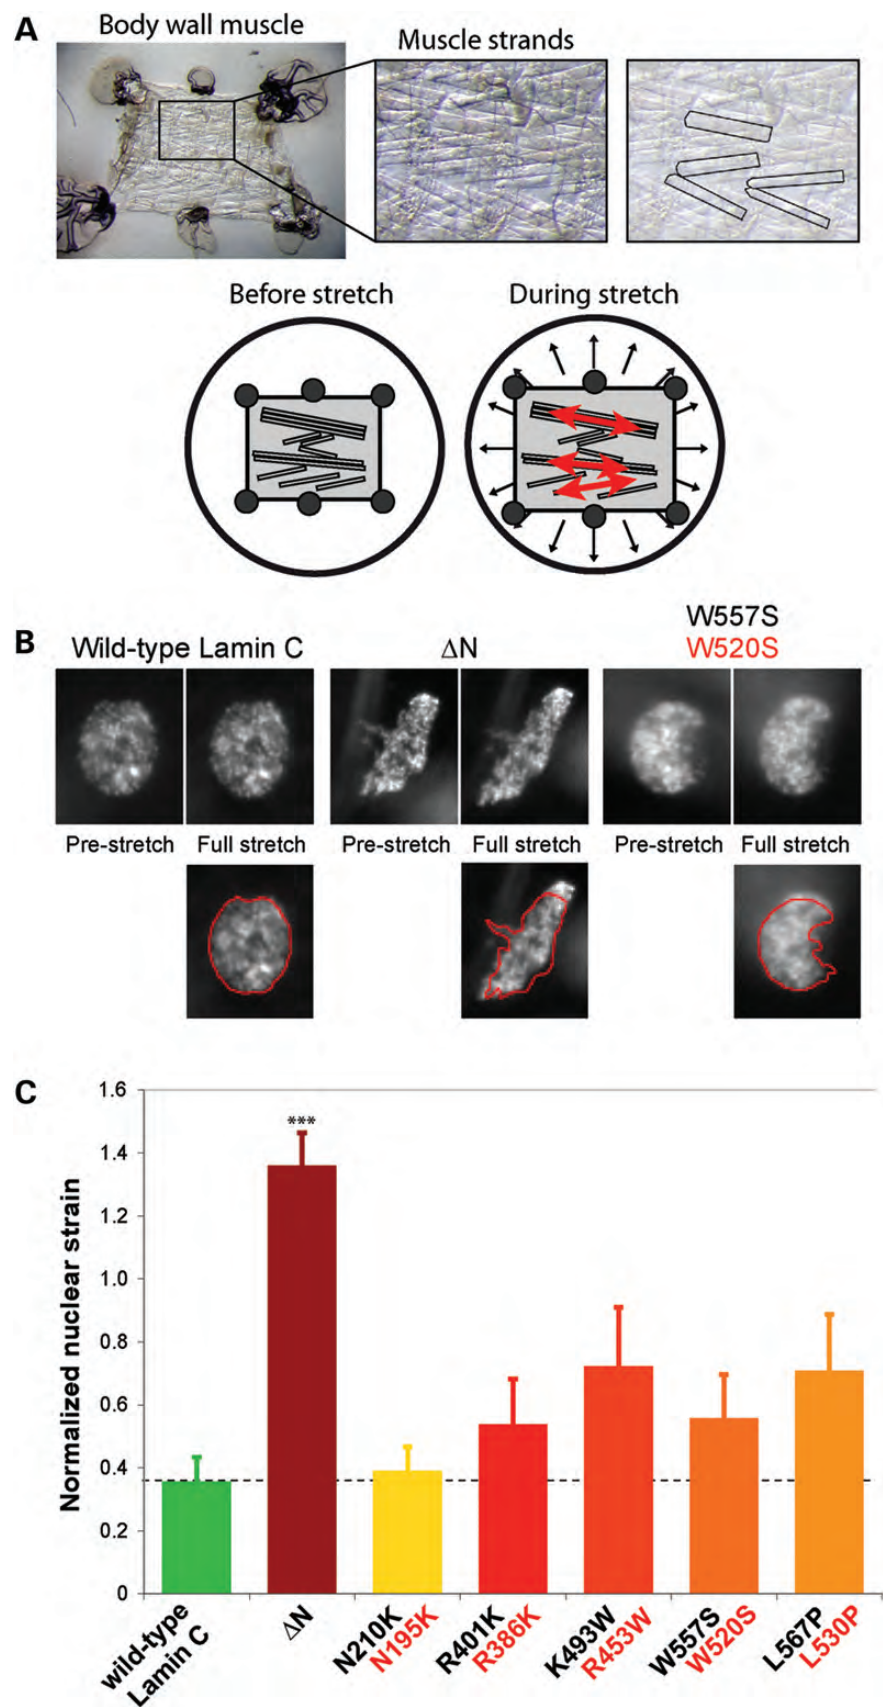 A
Body wall muscle
Muscle strands
Before stretch
During stretch
B
Wild-type Lamin C
ΔN
W557S
W520S
Pre-stretch
Full stretch
Pre-stretch
Full stretch
Pre-stretch
Full stretch
C
Normalized nuclear strain
1.6
1.4
1.2
1.0
0.8
0.6
0.4
0.2
0
***
wild-type
Lamin C
ΔN
N210K
N195K
R401K
R386K
K493W
R453W
W557S
W520S
L567P
L530P